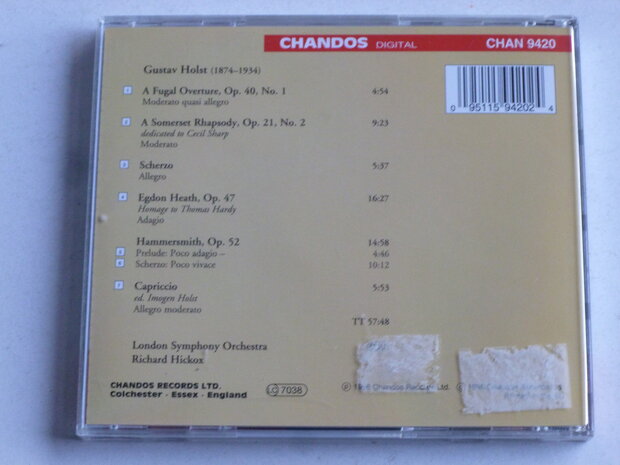 CHANDOS DIGITAL CHAN 9420
Gustav Holst (1874–1934)
1 A Fugal Overture, Op. 40, No. 1 4:54
Moderato quasi allegro
2 A Somerset Rhapsody, Op. 21, No. 2 9:23
dedicated to Cecil Sharp
Moderato
3 Scherzo 5:37
Allegro
4 Egdon Heath, Op. 47 16:27
Homage to Thomas Hardy
Adagio
Hammersmith, Op. 52 14:58
5 Prelude: Poco adagio – 4:46
6 Scherzo: Poco vivace 10:12
7 Capriccio 5:53
ed. Imogen Holst
Allegro moderato
TT 57:48
London Symphony Orchestra
Richard Hickox
0 95115 94202 4
CHANDOS RECORDS LTD.
Colchester · Essex · England
LC 7038
℗ Chandos Ltd.